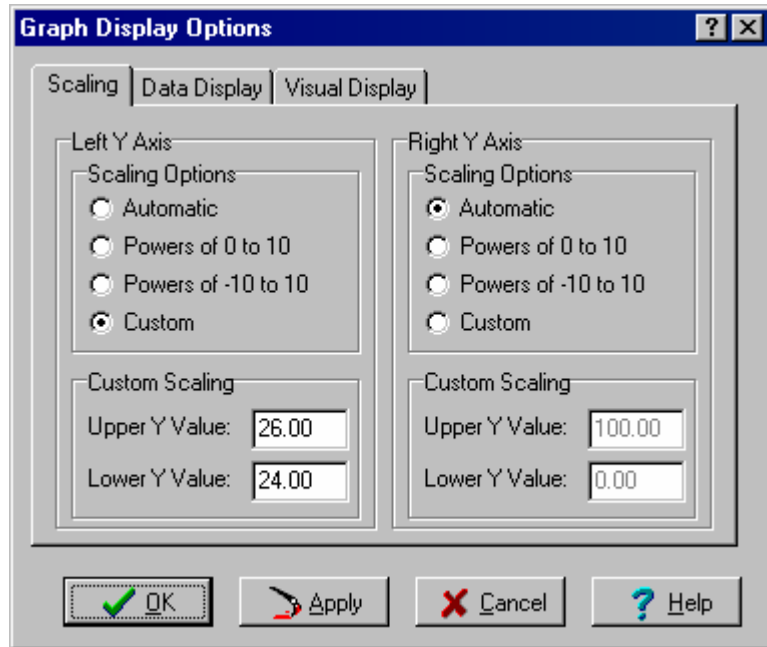 Graph Display Options
Scaling Data Display Visual Display
Left Y Axis
Scaling Options
Automatic
Powers of 0 to 10
Powers of -10 to 10
Custom
Custom Scaling
Upper Y Value: 26.00
Lower Y Value: 24.00
Right Y Axis
Scaling Options
Automatic
Powers of 0 to 10
Powers of -10 to 10
Custom
Custom Scaling
Upper Y Value: 100.00
Lower Y Value: 0.00
OK Apply Cancel Help